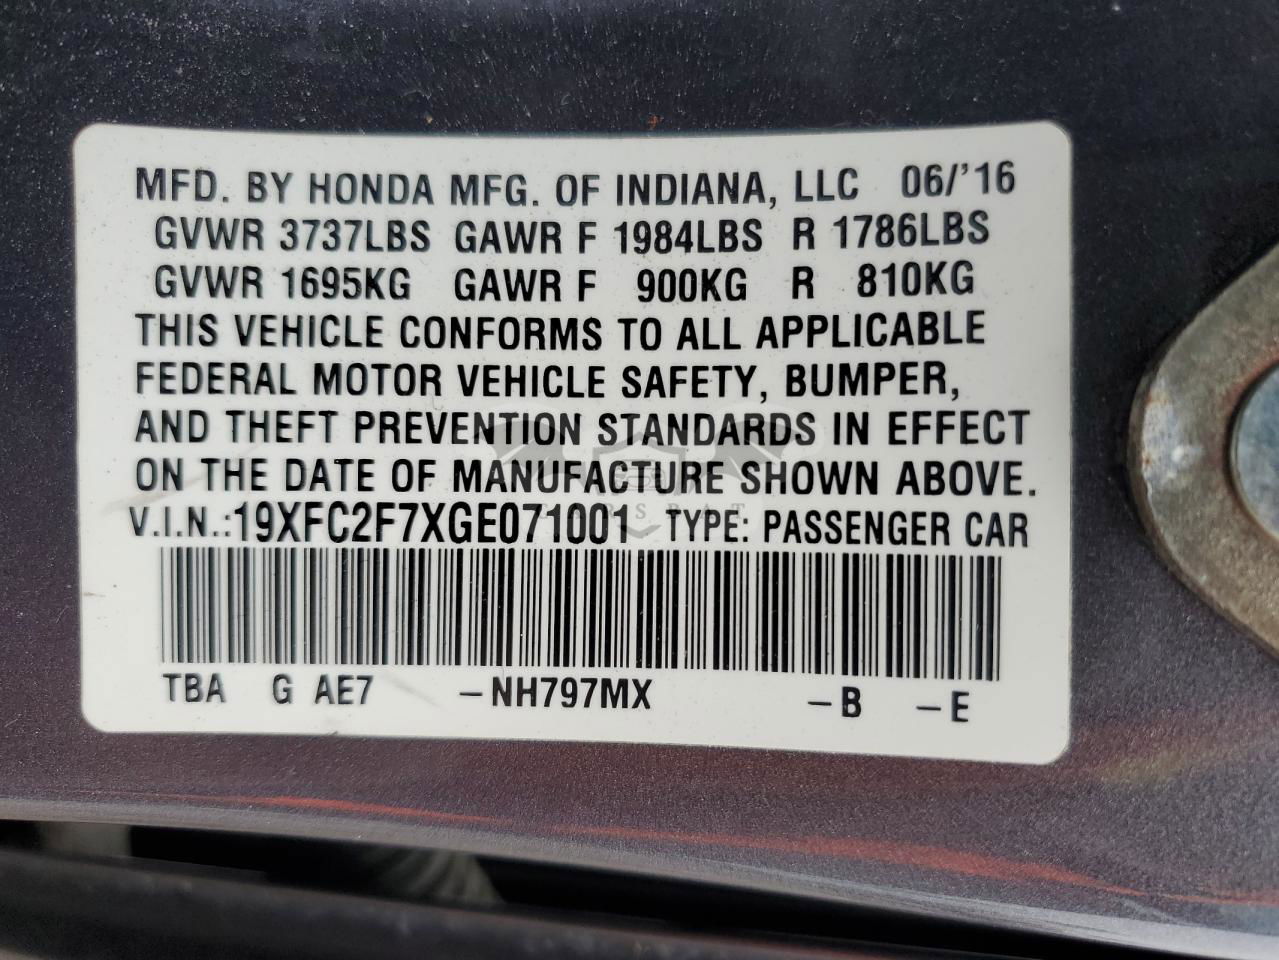 MFD. BY HONDA MFG. OF INDIANA, LLC 06/'16
GVWR 3737LBS GAWR F 1984LBS R 1786LBS
GVWR 1695KG GAWR F 900KG R 810KG
THIS VEHICLE CONFORMS TO ALL APPLICABLE
FEDERAL MOTOR VEHICLE SAFETY, BUMPER,
AND THEFT PREVENTION STANDARDS IN EFFECT
ON THE DATE OF MANUFACTURE SHOWN ABOVE.
V.I.N.:19XFC2F7XGE071001 TYPE: PASSENGER CAR
TBA G AE7 -NH797MX -B -E